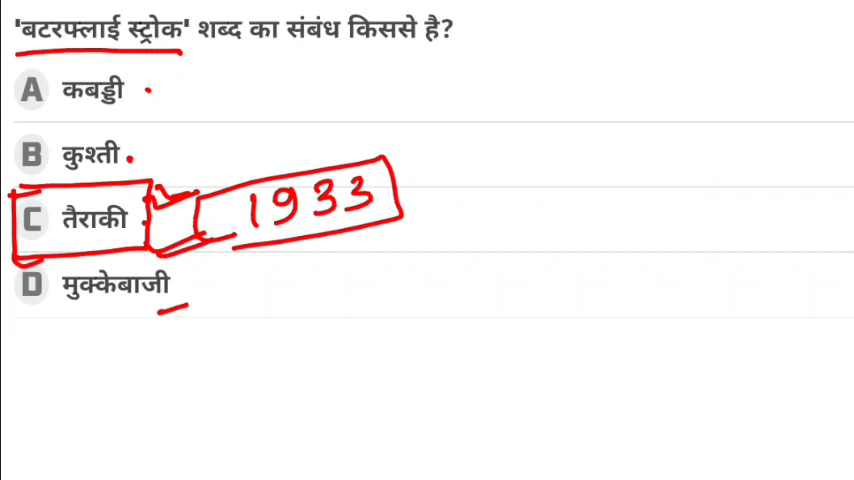 'बटरफ्लाई स्ट्रोक' शब्द का संबंध किससे है?
A कबड्डी
B कुश्ती
C तैराकी 1933
D मुक्केबाजी